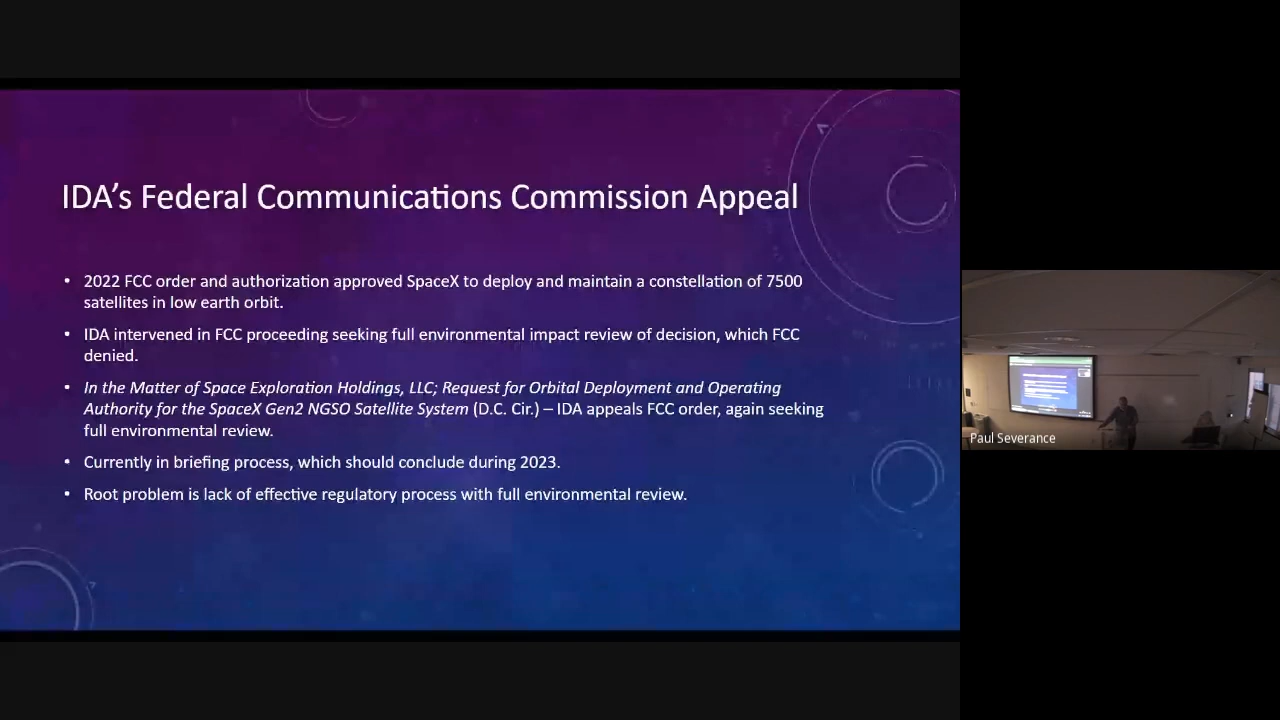 IDA's Federal Communications Commission Appeal
• 2022 FCC order and authorization approved SpaceX to deploy and maintain a constellation of 7500
satellites in low earth orbit.
• IDA intervened in FCC proceeding seeking full environmental impact review of decision, which FCC
denied.
• In the Matter of Space Exploration Holdings, LLC; Request for Orbital Deployment and Operating
Authority for the SpaceX Gen2 NGSO Satellite System (D.C. Cir.) – IDA appeals FCC order, again seeking
full environmental review.
• Currently in briefing process, which should conclude during 2023.
• Root problem is lack of effective regulatory process with full environmental review.
Paul Severance